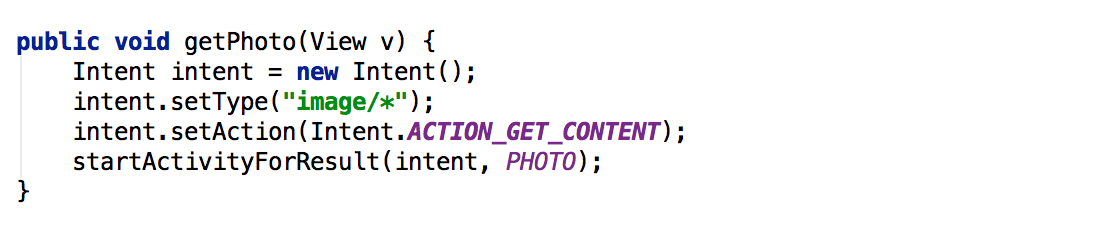 public void getPhoto(View v) {
    Intent intent = new Intent();
    intent.setType("image/*");
    intent.setAction(Intent.ACTION_GET_CONTENT);
    startActivityForResult(intent, PHOTO);
}